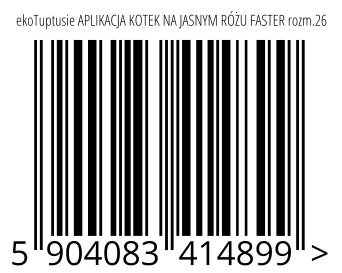 ekoTuptusie APLIKACJA KOTEK NA JASNYM RÓŻU FASTER rozm.26
5 904083 414899 >